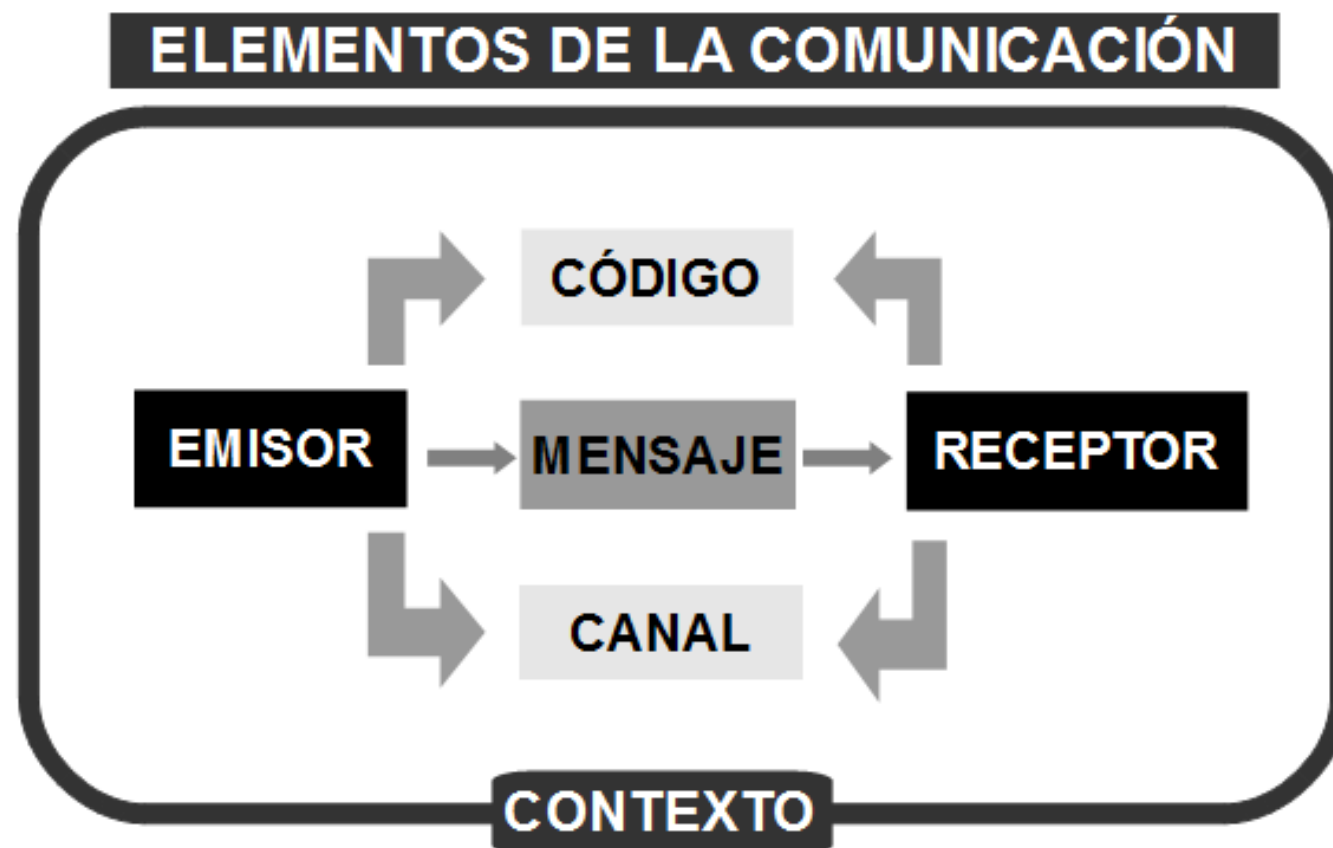 ELEMENTOS DE LA COMUNICACIÓN
CÓDIGO
EMISOR
MENSAJE
RECEPTOR
CANAL
CONTEXTO